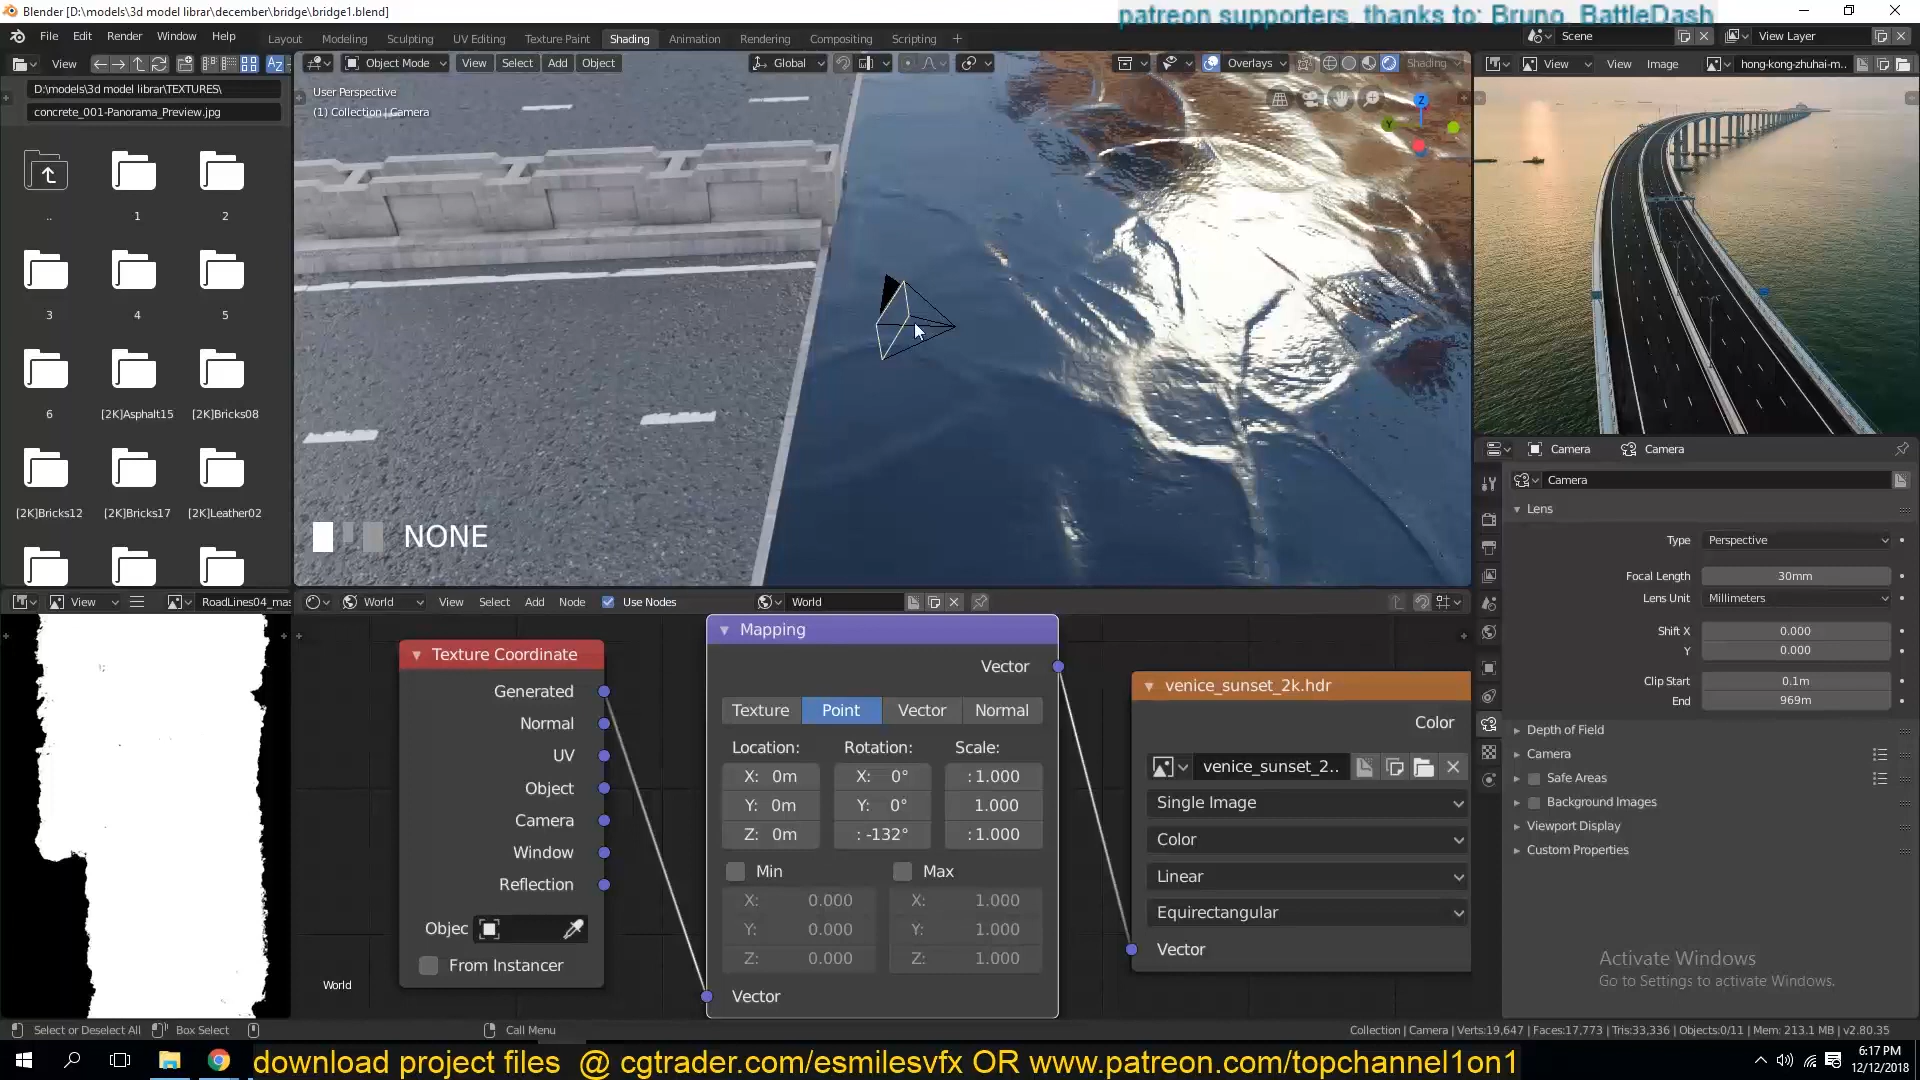 Blender [D:\models\3d model librar\december\bridge\bridge1.blend]
patreon supporters, thanks to: Bruno, BattleDash
File Edit Render Window Help
Layout Modeling Sculpting UV Editing Texture Paint Shading Animation Rendering Compositing Scripting +
Scene View Layer
View
Object Mode View Select Add Object Global Overlays Shading
View View Image hong-kong-zhuhai-m..
D:\models\3d model librar\TEXTURES\
concrete_001-Panorama_Preview.jpg
User Perspective
(1) Collection | Camera
Z
Y
.. 1 2
3 4 5
6 [2K]Asphalt15 [2K]Bricks08
[2K]Bricks12 [2K]Bricks17 [2K]Leather02
NONE
Camera Camera
Camera
Lens
Type Perspective
Focal Length 30mm
Lens Unit Millimeters
Shift X 0.000
Y 0.000
Clip Start 0.1m
End 969m
Depth of Field
Camera
Safe Areas
Background Images
Viewport Display
Custom Properties
View RoadLines04_mas
World View Select Add Node Use Nodes World
Texture Coordinate
Generated
Normal
UV
Object
Camera
Window
Reflection
Objec
From Instancer
World
Mapping
Vector
Texture Point Vector Normal
Location: Rotation: Scale:
X: 0m X: 0° :1.000
Y: 0m Y: 0° 1.000
Z: 0m : -132° :1.000
Min Max
X: 0.000 X: 1.000
Y: 0.000 Y: 1.000
Z: 0.000 Z: 1.000
Vector
venice_sunset_2k.hdr
Color
venice_sunset_2..
Single Image
Color
Linear
Equirectangular
Vector
Activate Windows
Go to Settings to activate Windows.
Select or Deselect All Box Select Call Menu
Collection | Camera | Verts:19,647 | Faces:17,773 | Tris:33,336 | Objects:0/11 | Mem: 213.1 MB | v2.80.35
download project files @ cgtrader.com/esmilesvfx OR www.patreon.com/topchannel1on1
6:17 PM
12/12/2018